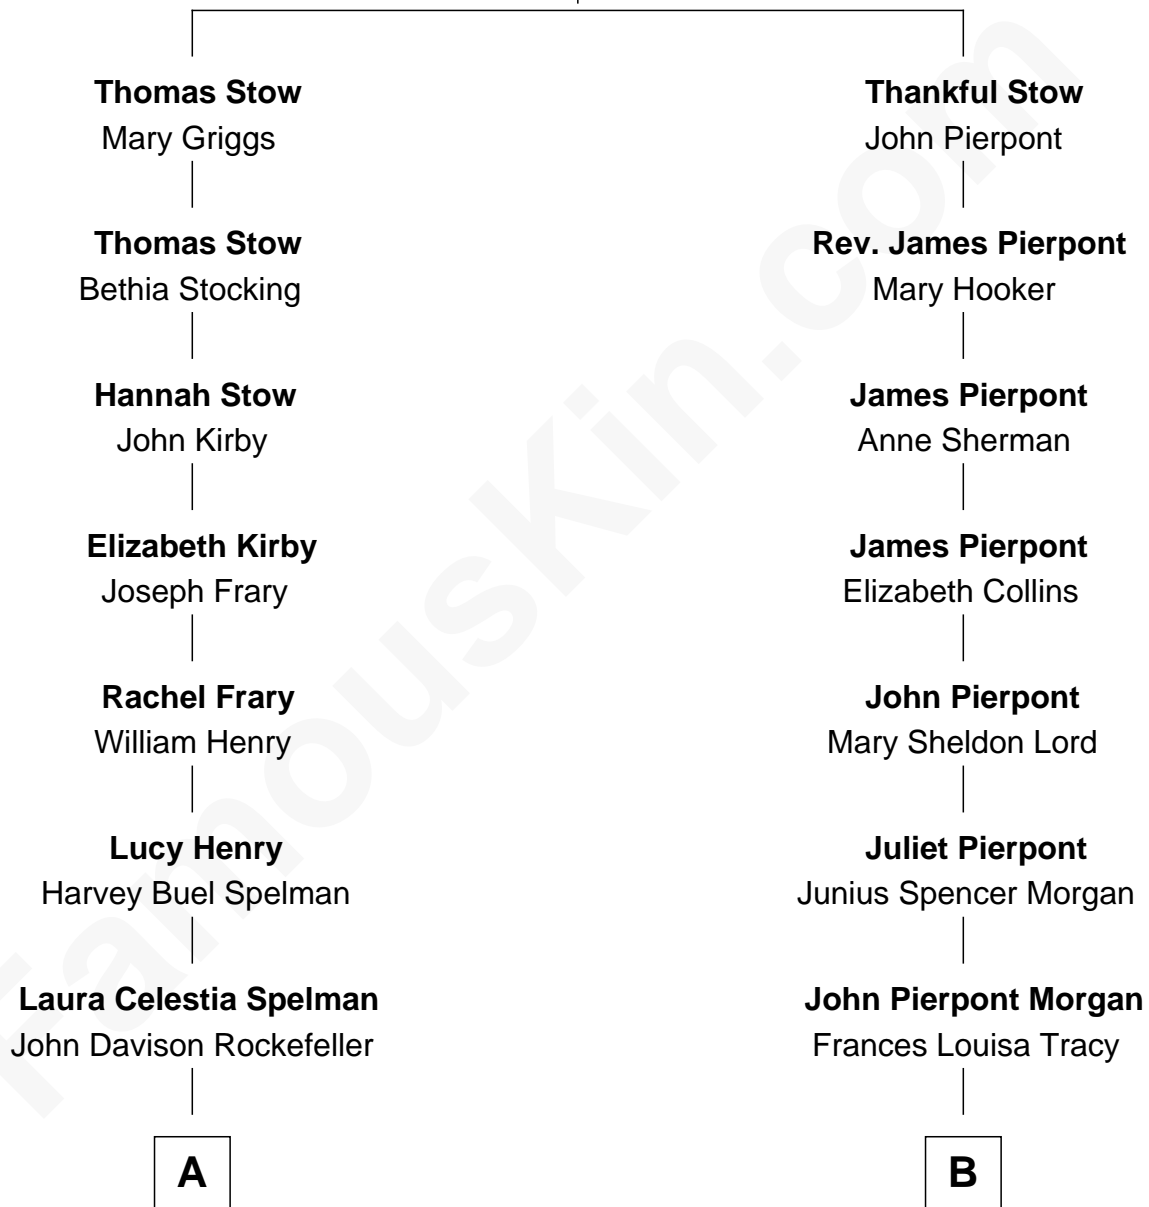 Thomas Stow
Mary Griggs
Thomas Stow
Bethia Stocking
Hannah Stow
John Kirby
Elizabeth Kirby
Joseph Frary
Rachel Frary
William Henry
Lucy Henry
Harvey Buel Spelman
Laura Celestia Spelman
John Davison Rockefeller
A
Thankful Stow
John Pierpont
Rev. James Pierpont
Mary Hooker
James Pierpont
Anne Sherman
James Pierpont
Elizabeth Collins
John Pierpont
Mary Sheldon Lord
Juliet Pierpont
Junius Spencer Morgan
John Pierpont Morgan
Frances Louisa Tracy
B
FamousKin.com